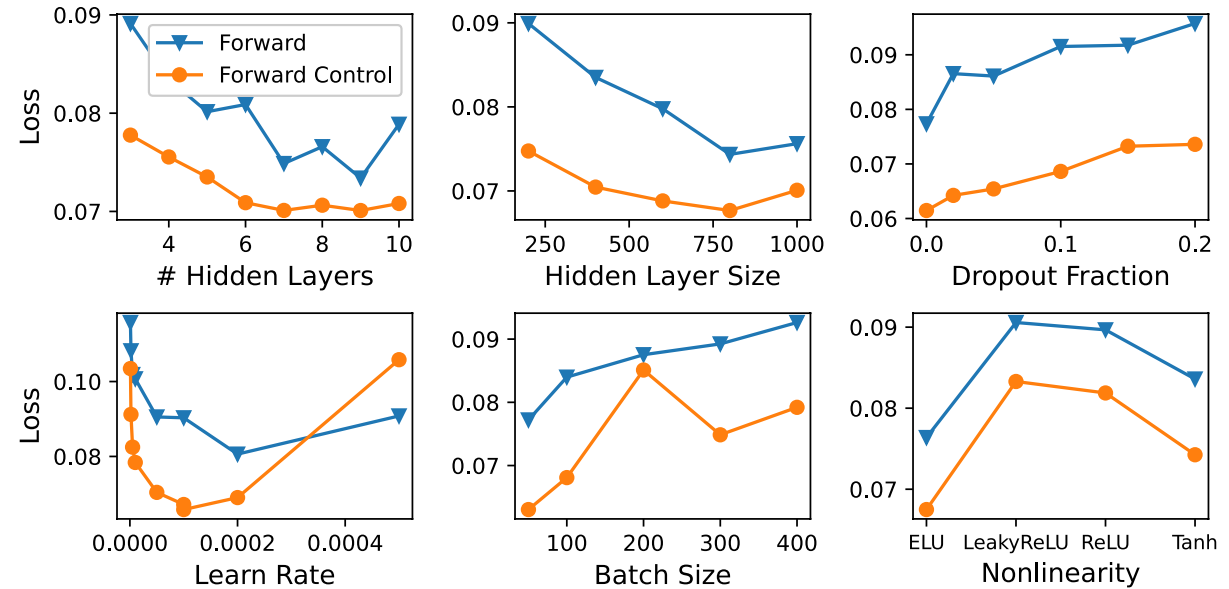 Loss
0.09
0.08
0.07
Forward
Forward Control
4
6
8
10
# Hidden Layers
0.09
0.08
0.07
250
500
750
1000
Hidden Layer Size
0.09
0.08
0.07
0.06
0.0
0.1
0.2
Dropout Fraction
Loss
0.10
0.08
0.0000
0.0002
0.0004
Learn Rate
0.09
0.08
0.07
100
200
300
400
Batch Size
0.09
0.08
0.07
ELU
LeakyReLU
ReLU
Tanh
Nonlinearity